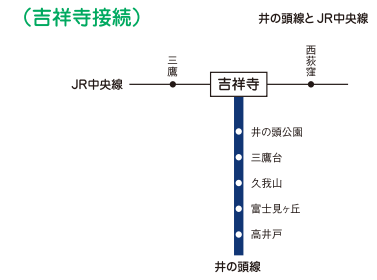 （吉祥寺接続）
井の頭線とJR中央線
三鷹
西荻窪
JR中央線
吉祥寺
井の頭公園
三鷹台
久我山
富士見ヶ丘
高井戸
井の頭線